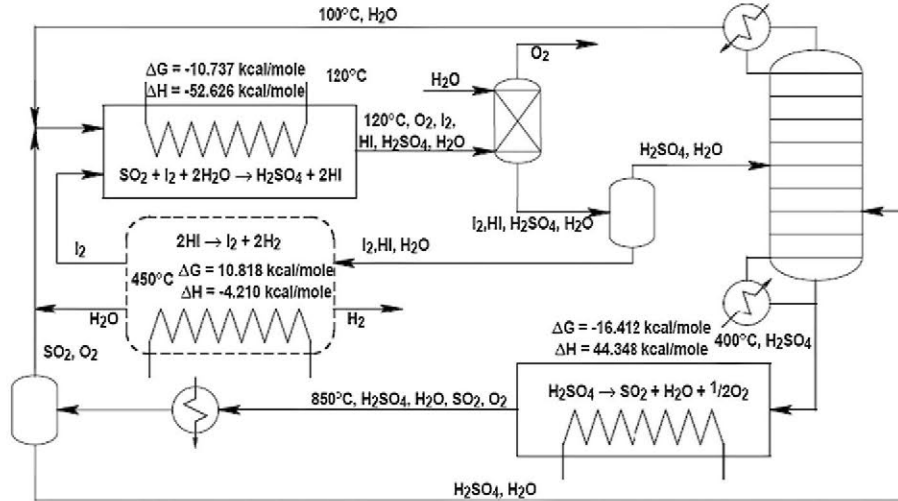 100°C, H₂O
O₂
ΔG = -10.737 kcal/mole
ΔH = -52.626 kcal/mole
120°C
H₂O
120°C, O₂, I₂,
HI, H₂SO₄, H₂O
SO₂ + I₂ + 2H₂O → H₂SO₄ + 2HI
H₂SO₄, H₂O
I₂,HI, H₂SO₄, H₂O
I₂
2HI → I₂ + 2H₂
I₂,HI, H₂O
450°C
ΔG = 10.818 kcal/mole
ΔH = -4.210 kcal/mole
H₂O
H₂
ΔG = -16.412 kcal/mole
ΔH = 44.348 kcal/mole
400°C, H₂SO₄
SO₂, O₂
H₂SO₄ → SO₂ + H₂O + 1/2O₂
850°C, H₂SO₄, H₂O, SO₂, O₂
H₂SO₄, H₂O